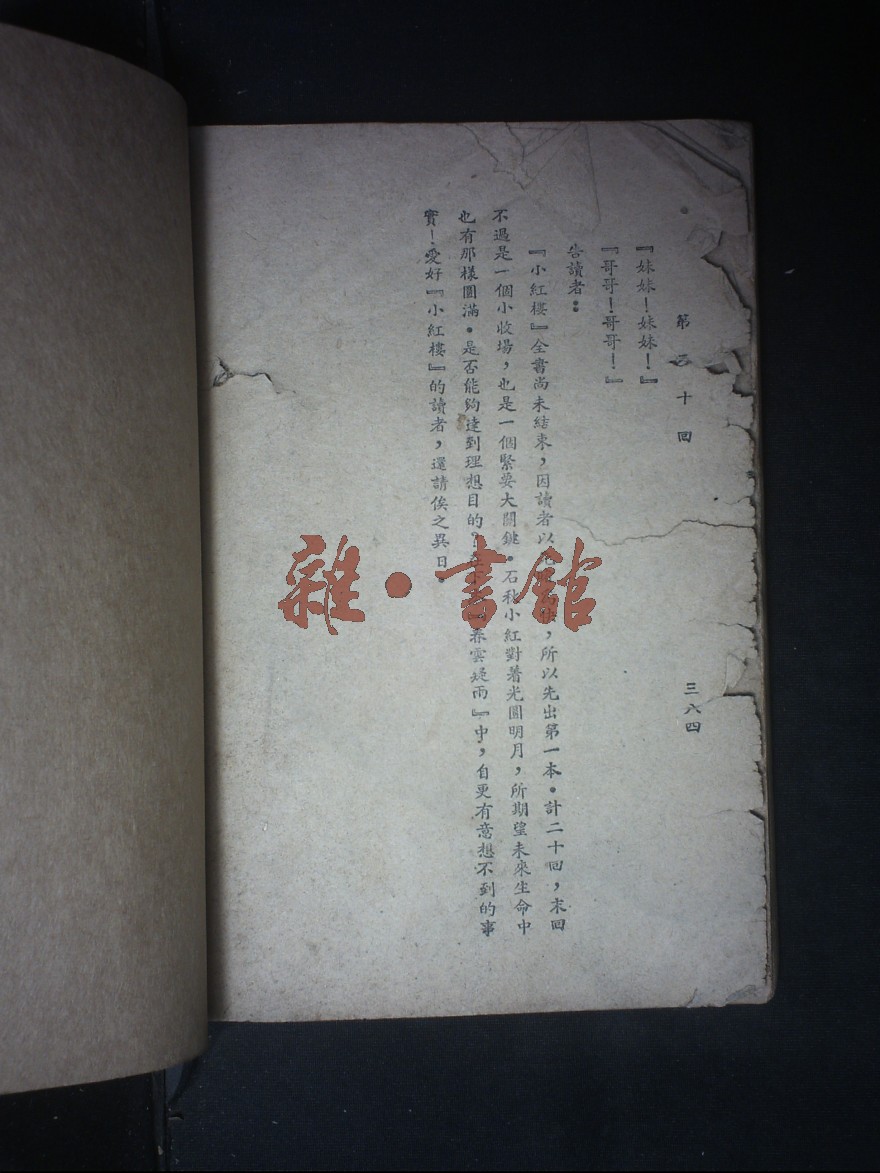 第二十回
三六四
『妹妹！妹妹！』
『哥哥！哥哥！』
告讀者：
『小紅樓』全書尚未結束，因讀者以，所以先出第一本。計二十回，末回
不過是一個小收場，也是一個緊要大關鍵。石秋小紅對著光圓明月，所期望未來生命中
也有那樣圓滿。是否能夠達到理想目的？春雲疑雨』中，自更有意想不到的事
實！愛好『小紅樓』的讀者，還請俟之異日。
雜·書館